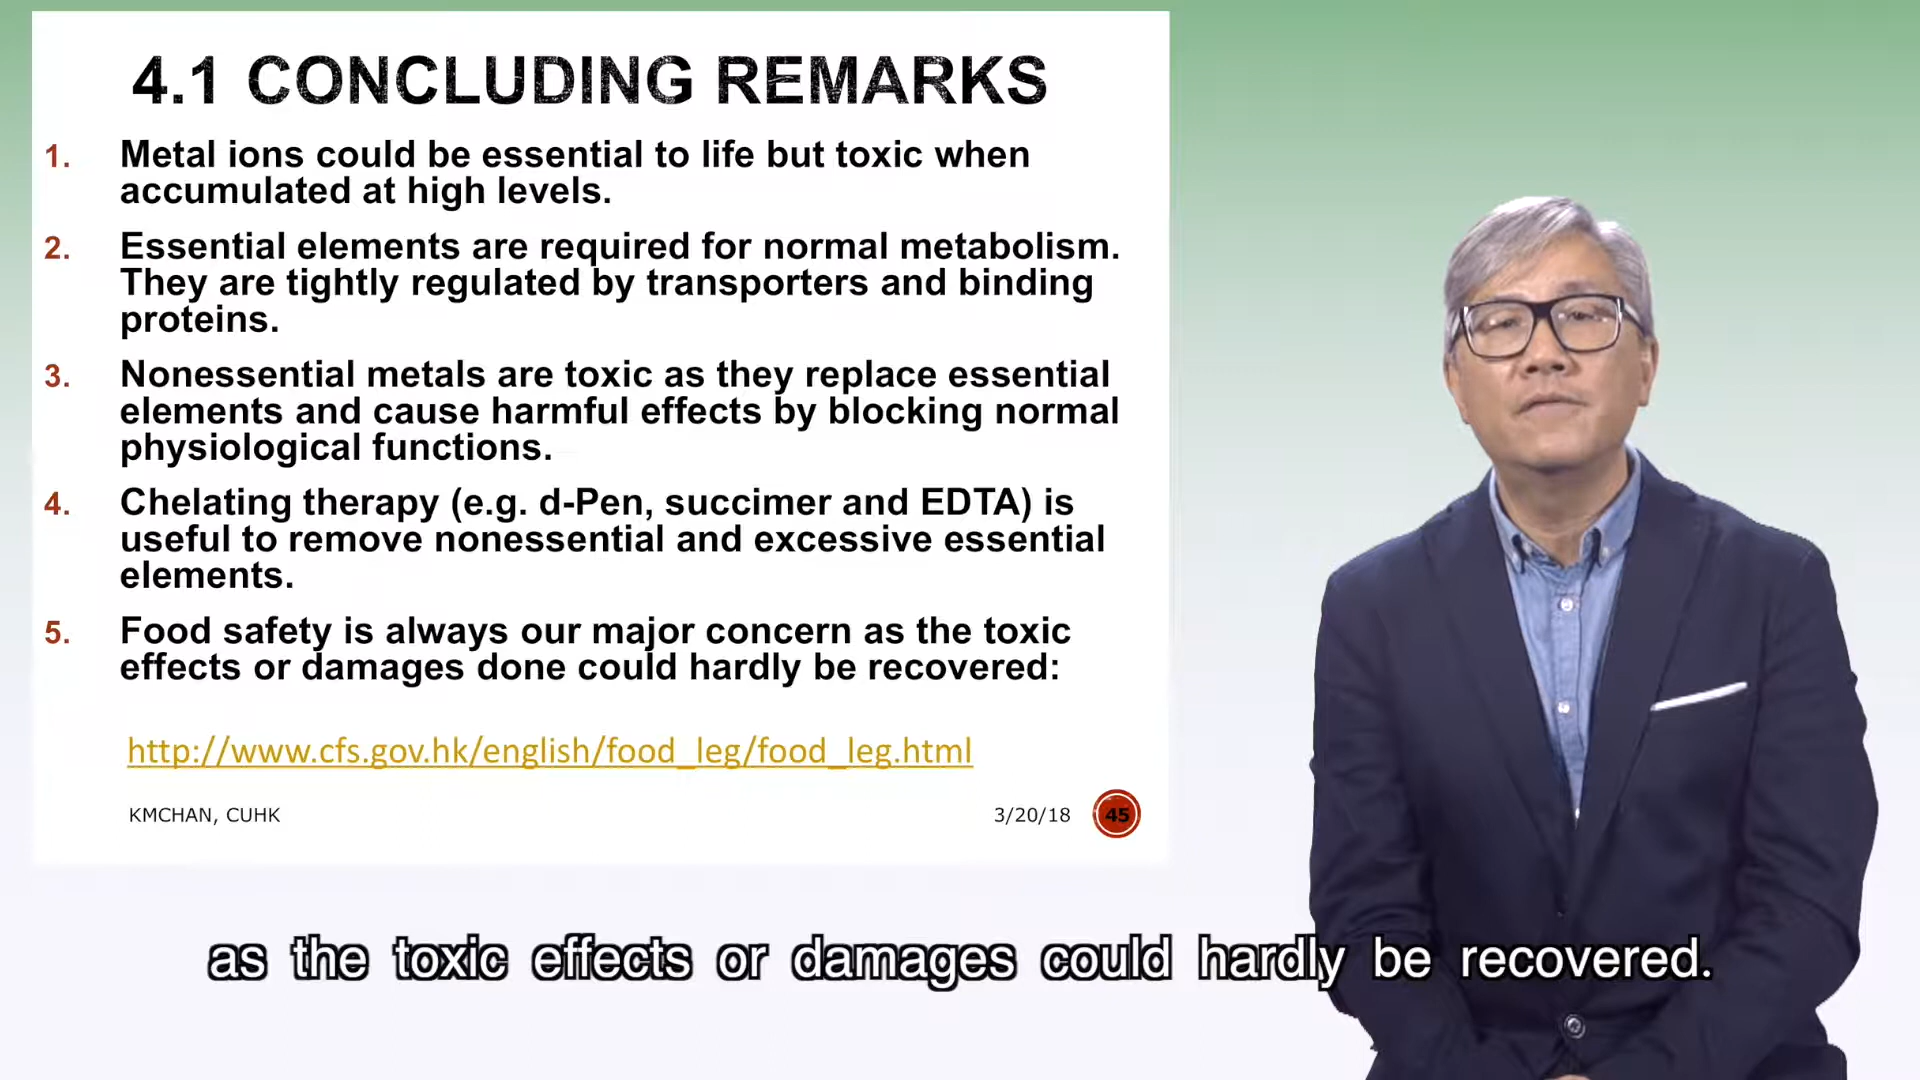 4.1 CONCLUDING REMARKS
1. Metal ions could be essential to life but toxic when
accumulated at high levels.
2. Essential elements are required for normal metabolism.
They are tightly regulated by transporters and binding
proteins.
3. Nonessential metals are toxic as they replace essential
elements and cause harmful effects by blocking normal
physiological functions.
4. Chelating therapy (e.g. d-Pen, succimer and EDTA) is
useful to remove nonessential and excessive essential
elements.
5. Food safety is always our major concern as the toxic
effects or damages done could hardly be recovered:
http://www.cfs.gov.hk/english/food_leg/food_leg.html
KMCHAN, CUHK 3/20/18 45
as the toxic effects or damages could hardly be recovered.